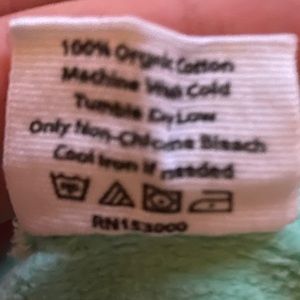 100% Organic Cotton
Machine Wash Cold
Tumble Dry Low
Only Non-Chlorine Bleach
Cool Iron if needed
RN153000